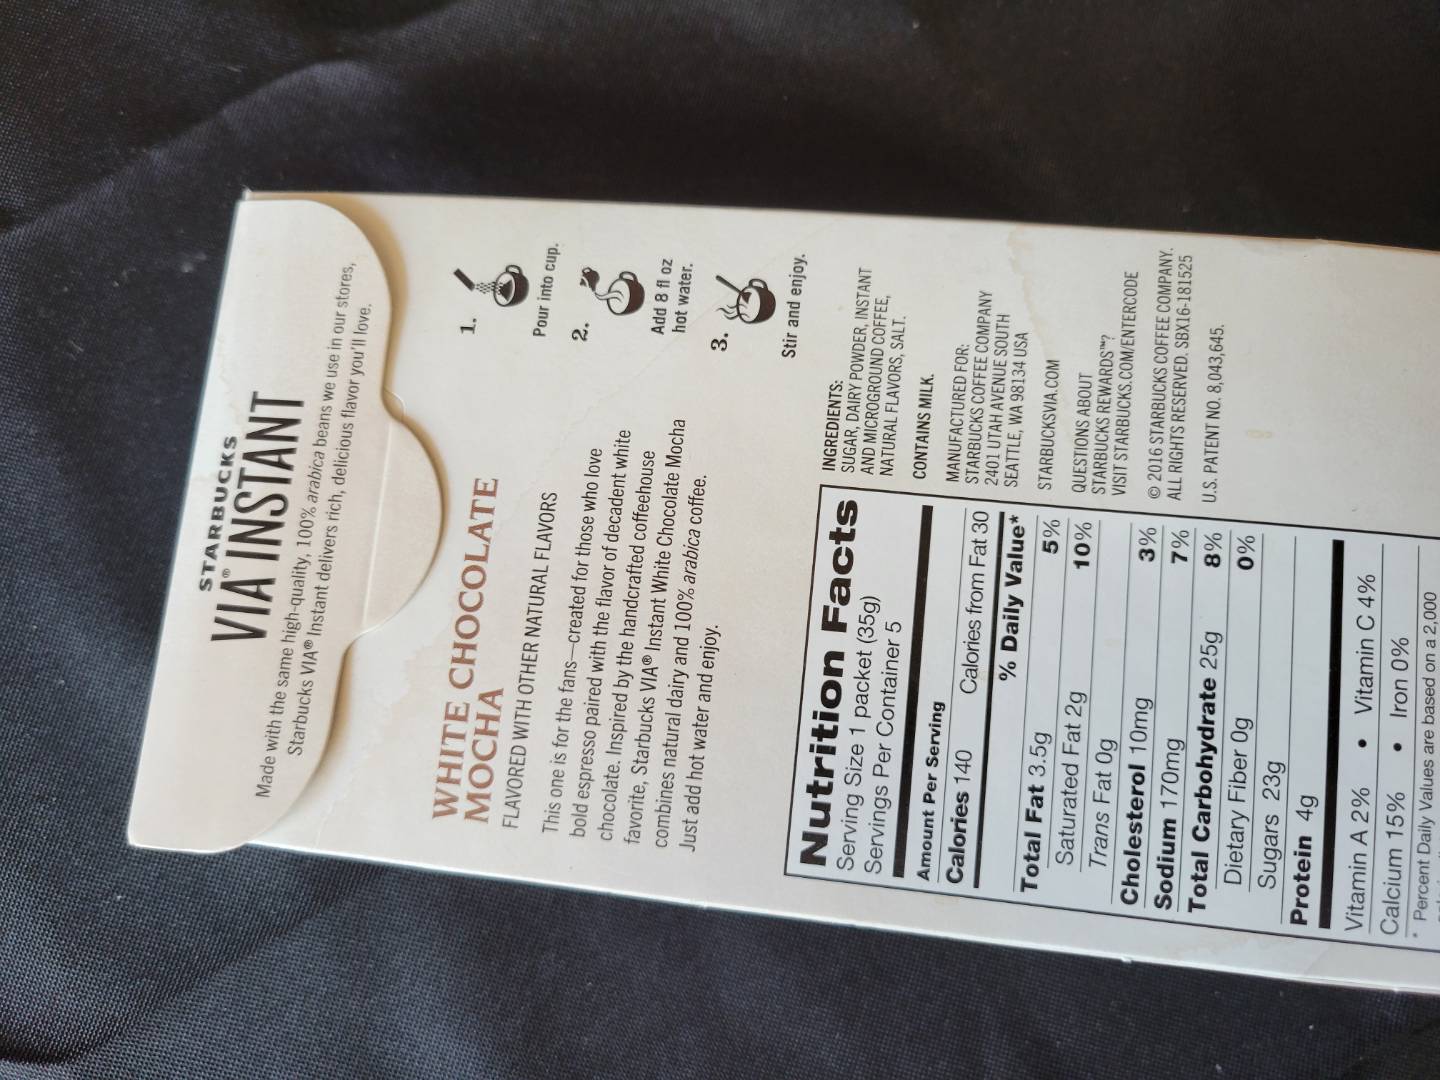 STARBUCKS
VIA® INSTANT
Made with the same high-quality, 100% arabica beans we use in our stores,
Starbucks VIA® Instant delivers rich, delicious flavor you'll love.
WHITE CHOCOLATE
MOCHA
FLAVORED WITH OTHER NATURAL FLAVORS
This one is for the fans—created for those who love
bold espresso paired with the flavor of decadent white
chocolate. Inspired by the handcrafted coffeehouse
favorite, Starbucks VIA® Instant White Chocolate Mocha
combines natural dairy and 100% arabica coffee.
Just add hot water and enjoy.
1.
Pour into cup.
2.
Add 8 fl oz
hot water.
3.
Stir and enjoy.
Nutrition Facts
Serving Size 1 packet (35g)
Servings Per Container 5
Amount Per Serving
Calories 140 Calories from Fat 30
% Daily Value*
Total Fat 3.5g 5%
Saturated Fat 2g 10%
Trans Fat 0g
Cholesterol 10mg 3%
Sodium 170mg 7%
Total Carbohydrate 25g 8%
Dietary Fiber 0g 0%
Sugars 23g
Protein 4g
Vitamin A 2% • Vitamin C 4%
Calcium 15% • Iron 0%
* Percent Daily Values are based on a 2,000
INGREDIENTS:
SUGAR, DAIRY POWDER, INSTANT
AND MICROGROUND COFFEE,
NATURAL FLAVORS, SALT.
CONTAINS MILK.
MANUFACTURED FOR:
STARBUCKS COFFEE COMPANY
2401 UTAH AVENUE SOUTH
SEATTLE, WA 98134 USA
STARBUCKSVIA.COM
QUESTIONS ABOUT
STARBUCKS REWARDS™?
VISIT STARBUCKS.COM/ENTERCODE
© 2016 STARBUCKS COFFEE COMPANY.
ALL RIGHTS RESERVED. SBX16-181525
U.S. PATENT NO. 8,043,645.